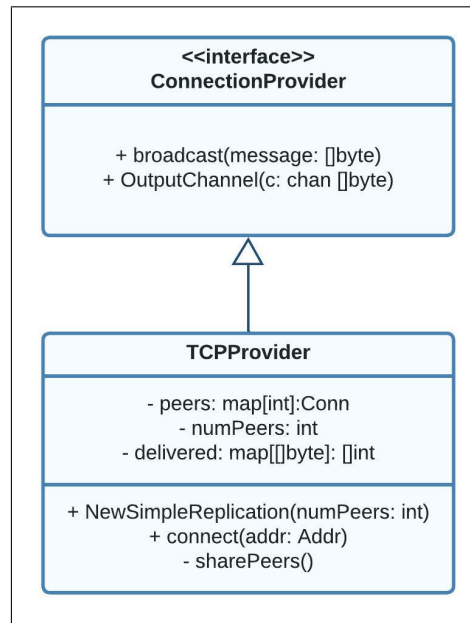 <<interface>>
ConnectionProvider
+ broadcast(message: []byte)
+ OutputChannel(c: chan []byte)
TCPProvider
- peers: map[int]:Conn
- numPeers: int
- delivered: map[[]byte]: []int
+ NewSimpleReplication(numPeers: int)
+ connect(addr: Addr)
- sharePeers()